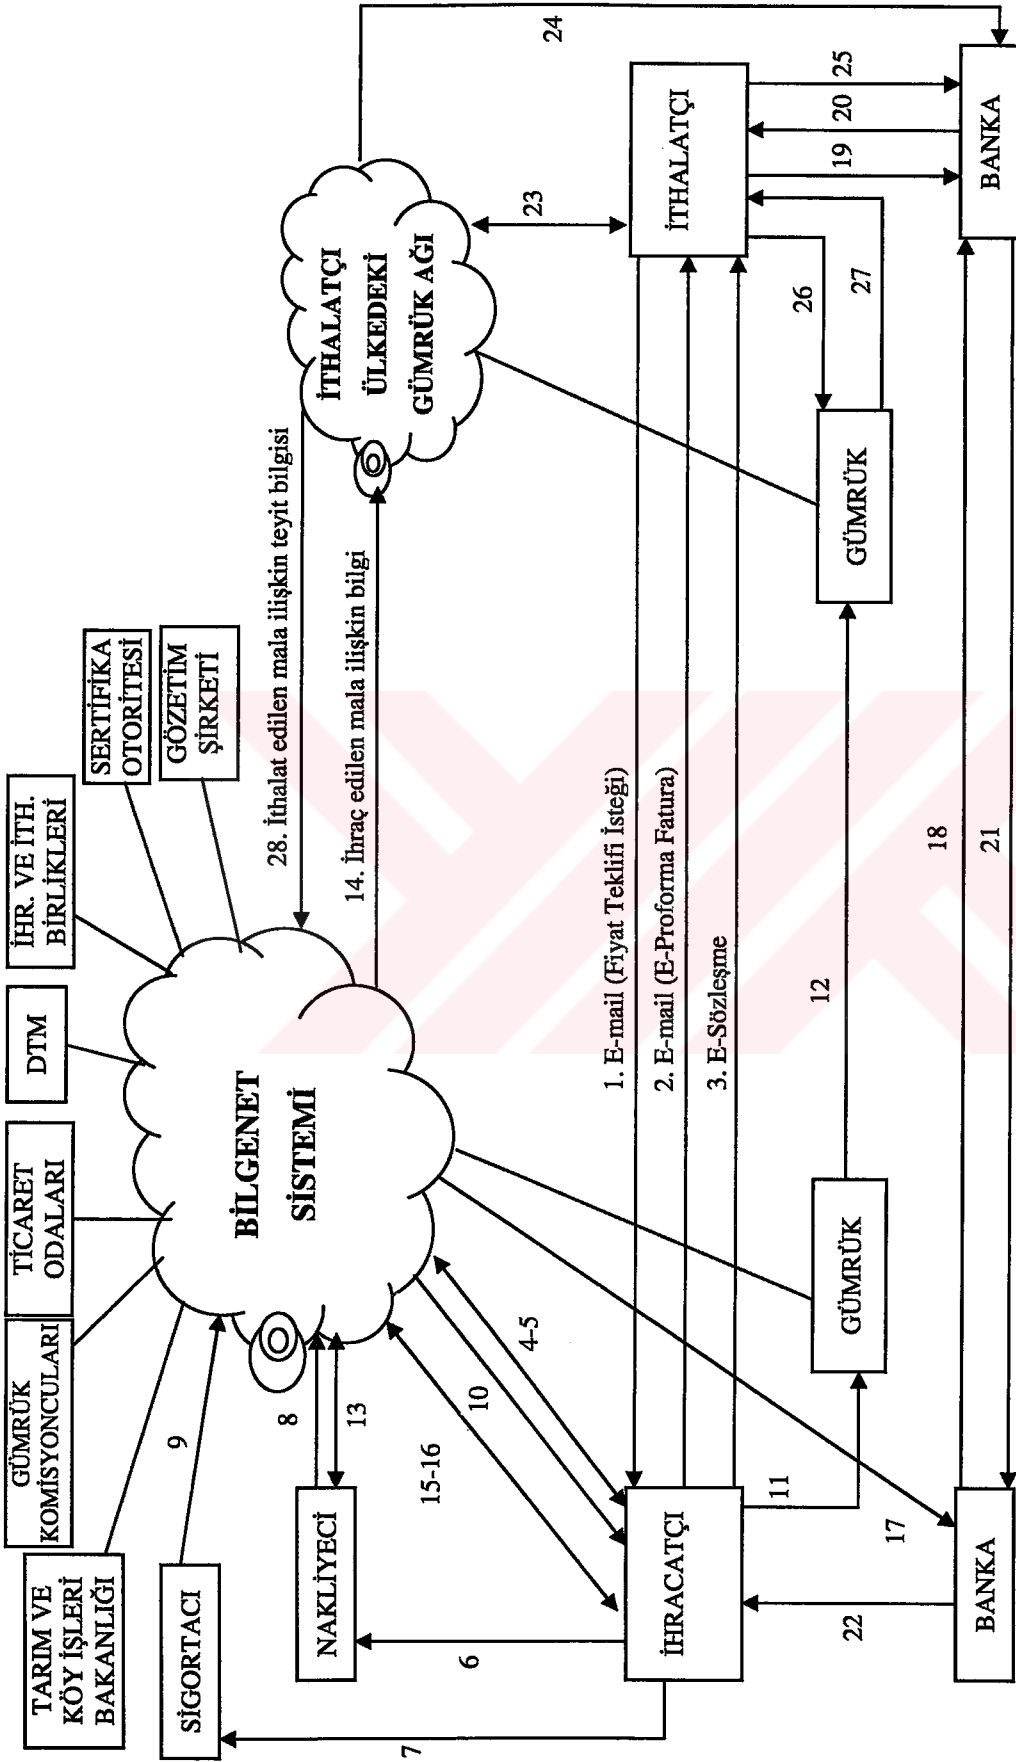 TARIM VE
KÖY İŞLERİ
BAKANLIĞI
GÜMRÜK
KOMİSYONCULARI
TİCARET
ODALARI
DTM
İHR. VE İTH.
BİRLİKLERİ
SERTİFİKA
OTORİTESİ
GÖZETİM
ŞİRKETİ
SİGORTACI
9
BİLGENET
SİSTEMİ
28. İthalat edilen mala ilişkin teyit bilgisi
14. İhraç edilen mala ilişkin bilgi
İTHALATÇI
ÜLKEDEKİ
GÜMRÜK AĞI
24
NAKLİYECİ
8
13
7
6
15-16
10
4-5
23
1. E-mail (Fiyat Teklifi İsteği)
2. E-mail (E-Proforma Fatura)
3. E-Sözleşme
İHRACATÇI
İTHALATÇI
11
GÜMRÜK
12
GÜMRÜK
26
27
19
20
25
22
17
18
21
BANKA
BANKA